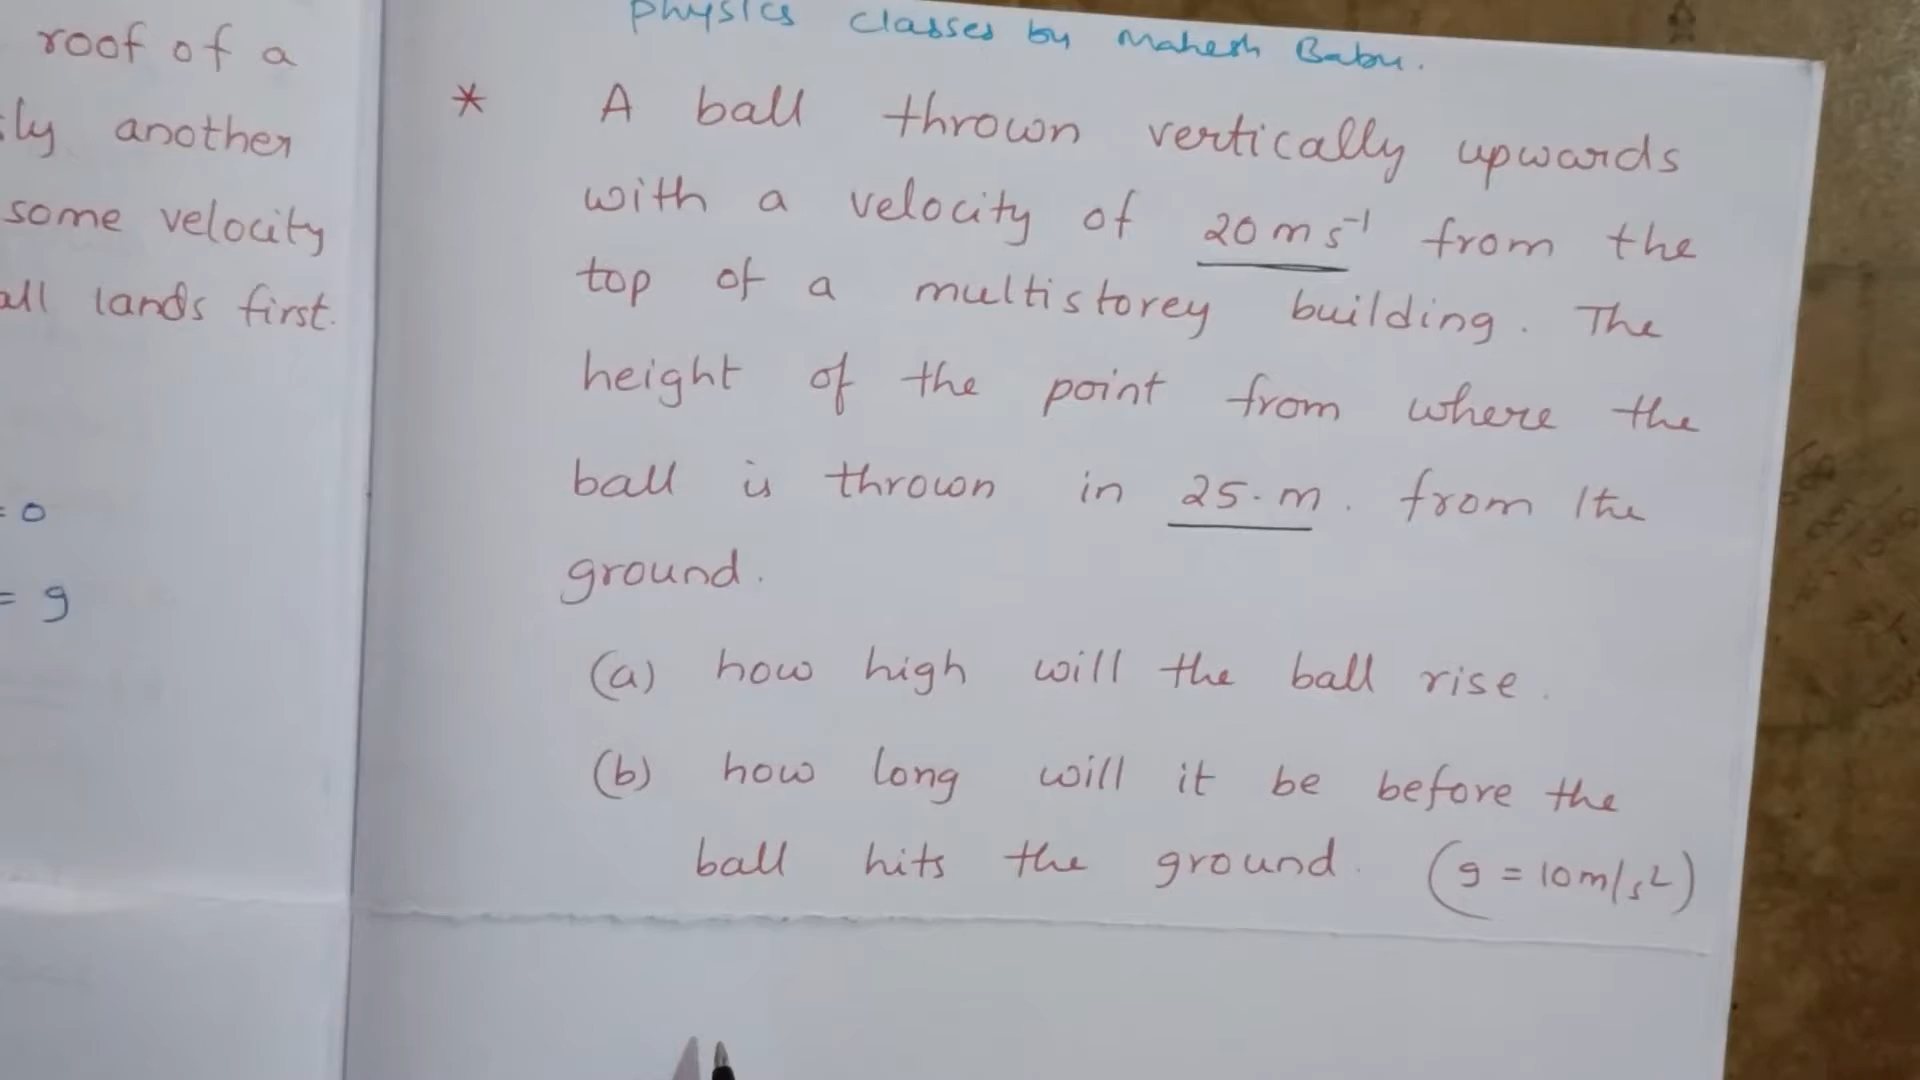 roof of a
ly another
some velocity
all lands first.
= 0
= g
Physics classes by Mahesh Babu.
* A ball thrown vertically upwards
with a velocity of 20 m s⁻¹ from the
top of a multistorey building. The
height of the point from where the
ball is thrown in 25.m. from the
ground.
(a) how high will the ball rise.
(b) how long will it be before the
ball hits the ground. (g = 10m/s²)